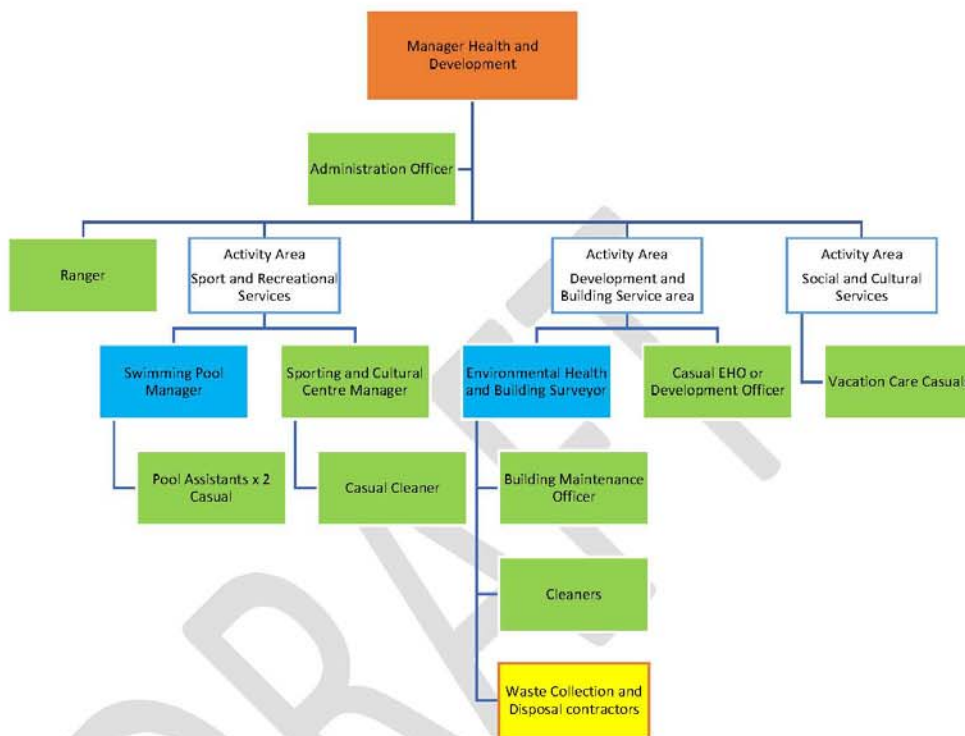 Manager Health and
Development
Administration Officer
Ranger
Activity Area
Sport and Recreational
Services
Activity Area
Development and
Building Service area
Activity Area
Social and Cultural
Services
Swimming Pool
Manager
Sporting and Cultural
Centre Manager
Environmental Health
and Building Surveyor
Casual EHO or
Development Officer
Vacation Care Casual
Pool Assistants x 2
Casual
Casual Cleaner
Building Maintenance
Officer
Cleaners
Waste Collection and
Disposal contractors
DRAFT